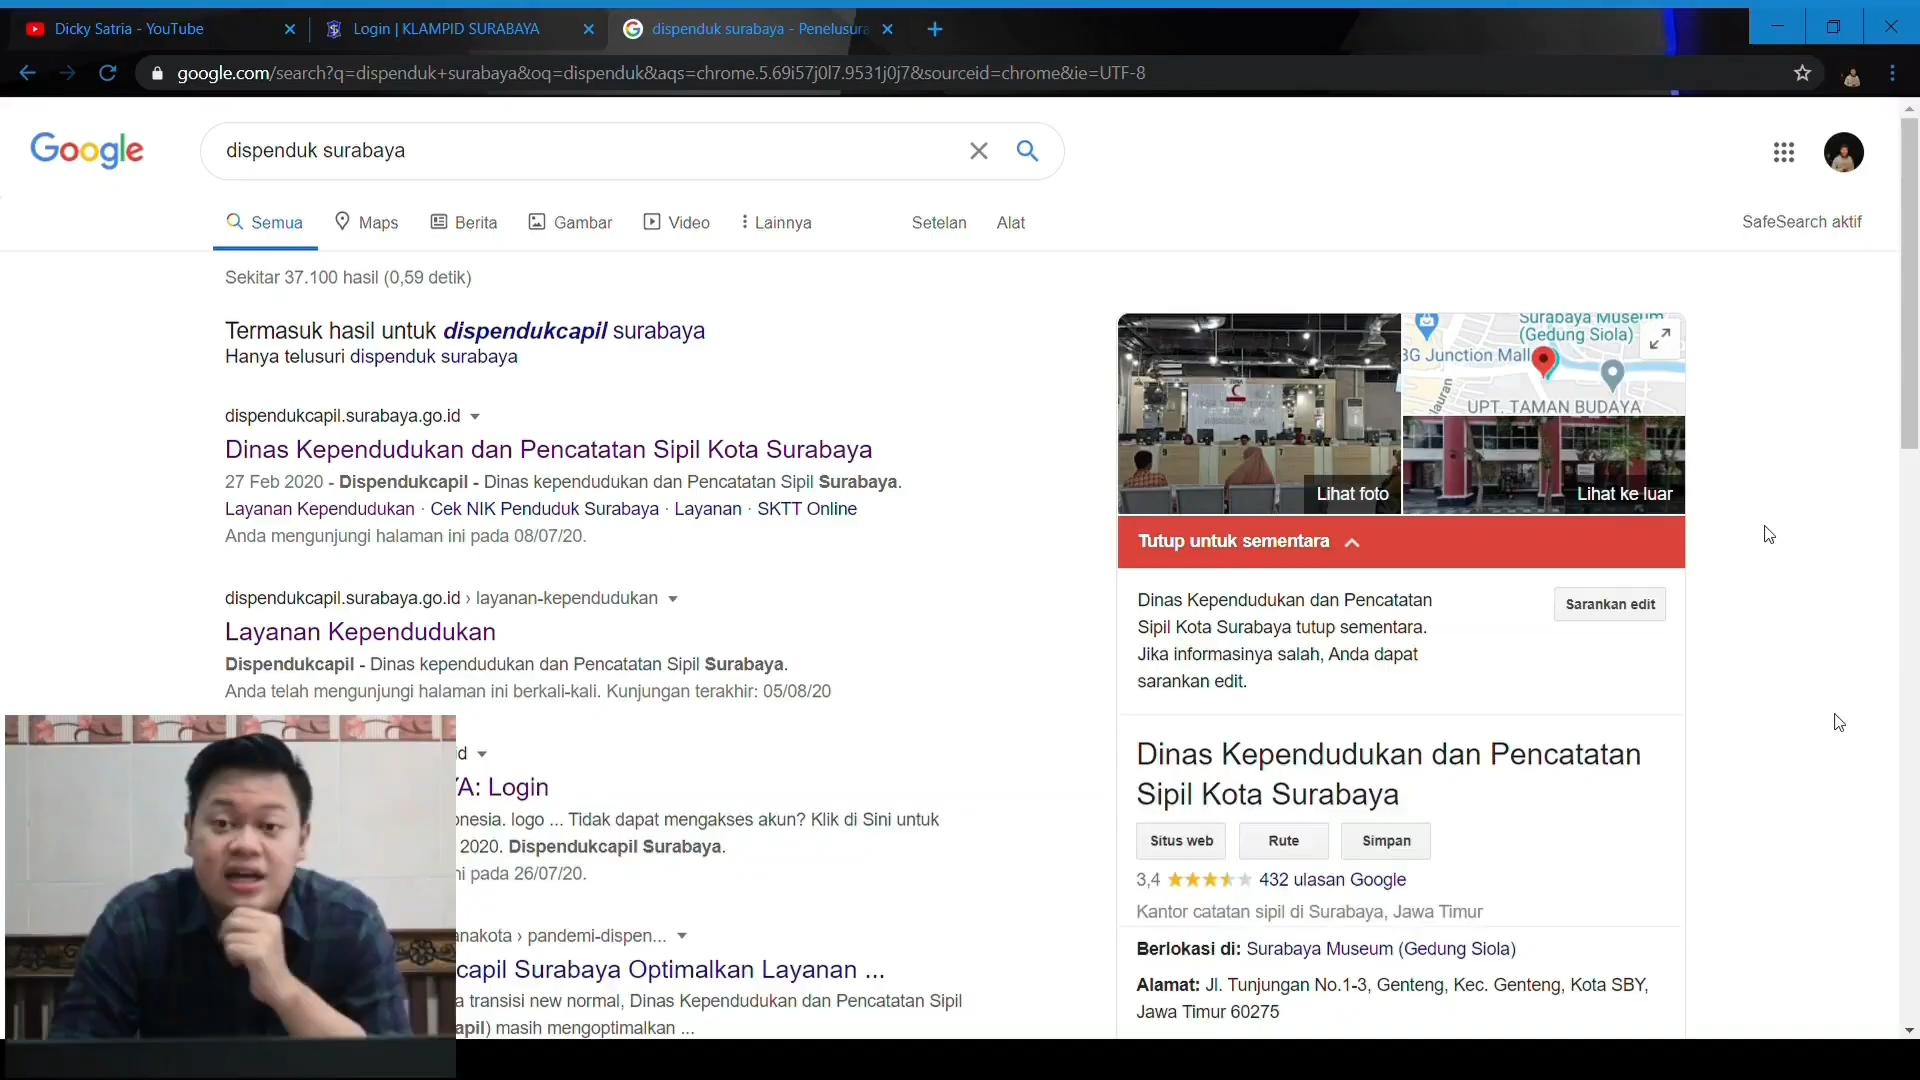 Dicky Satria - YouTube
Login | KLAMPID SURABAYA
dispenduk surabaya - Penelusura
google.com/search?q=dispenduk+surabaya&oq=dispenduk&aqs=chrome.5.69i57j0l7.9531j0j7&sourceid=chrome&ie=UTF-8
Google
dispenduk surabaya
Semua
Maps
Berita
Gambar
Video
Lainnya
Setelan
Alat
SafeSearch aktif
Sekitar 37.100 hasil (0,59 detik)
Termasuk hasil untuk dispendukcapil surabaya
Hanya telusuri dispenduk surabaya
dispendukcapil.surabaya.go.id
Dinas Kependudukan dan Pencatatan Sipil Kota Surabaya
27 Feb 2020 - Dispendukcapil - Dinas kependudukan dan Pencatatan Sipil Surabaya.
Layanan Kependudukan · Cek NIK Penduduk Surabaya · Layanan · SKTT Online
Anda mengunjungi halaman ini pada 08/07/20.
dispendukcapil.surabaya.go.id › layanan-kependudukan
Layanan Kependudukan
Dispendukcapil - Dinas kependudukan dan Pencatatan Sipil Surabaya.
Anda telah mengunjungi halaman ini berkali-kali. Kunjungan terakhir: 05/08/20
id
YA: Login
onesia. logo ... Tidak dapat mengakses akun? Klik di Sini untuk
2020. Dispendukcapil Surabaya.
ni pada 26/07/20.
anakota › pandemi-dispen...
capil Surabaya Optimalkan Layanan ...
a transisi new normal, Dinas Kependudukan dan Pencatatan Sipil
apil) masih mengoptimalkan ...
Surabaya Museum
(Gedung Siola)
BG Junction Mall
lauran
UPT. TAMAN BUDAYA
Lihat foto
Lihat ke luar
Tutup untuk sementara
Dinas Kependudukan dan Pencatatan
Sipil Kota Surabaya tutup sementara.
Jika informasinya salah, Anda dapat
sarankan edit.
Sarankan edit
Dinas Kependudukan dan Pencatatan
Sipil Kota Surabaya
Situs web
Rute
Simpan
3,4
432 ulasan Google
Kantor catatan sipil di Surabaya, Jawa Timur
Berlokasi di: Surabaya Museum (Gedung Siola)
Alamat: Jl. Tunjungan No.1-3, Genteng, Kec. Genteng, Kota SBY,
Jawa Timur 60275